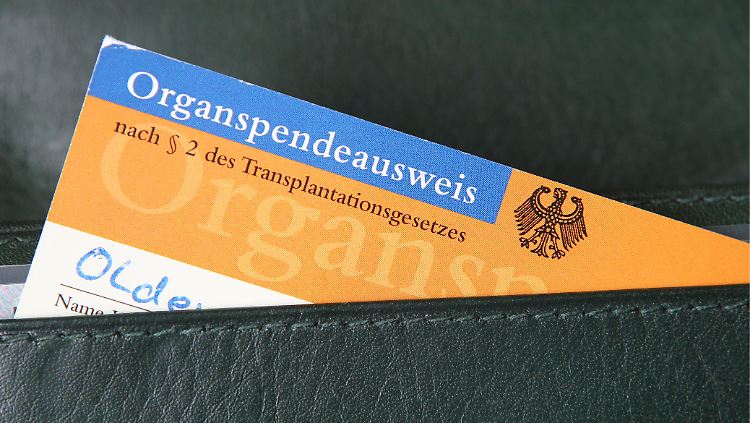 Organspendeausweis
nach § 2 des Transplantationsgesetzes
Organsp
Olde
Name